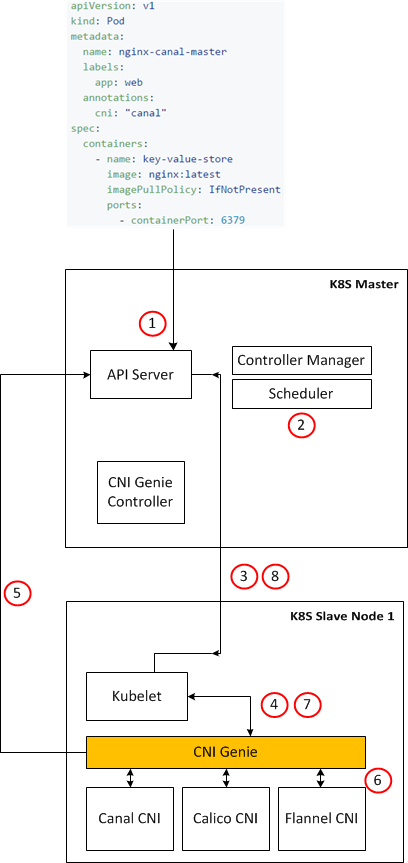 apiVersion: v1
kind: Pod
metadata:
  name: nginx-canal-master
  labels:
    app: web
  annotations:
    cni: "canal"
spec:
  containers:
    - name: key-value-store
      image: nginx:latest
      imagePullPolicy: IfNotPresent
      ports:
        - containerPort: 6379
K8S Master
1
API Server
Controller Manager
Scheduler
2
CNI Genie
Controller
3 8
5
K8S Slave Node 1
Kubelet
4 7
CNI Genie
6
Canal CNI
Calico CNI
Flannel CNI